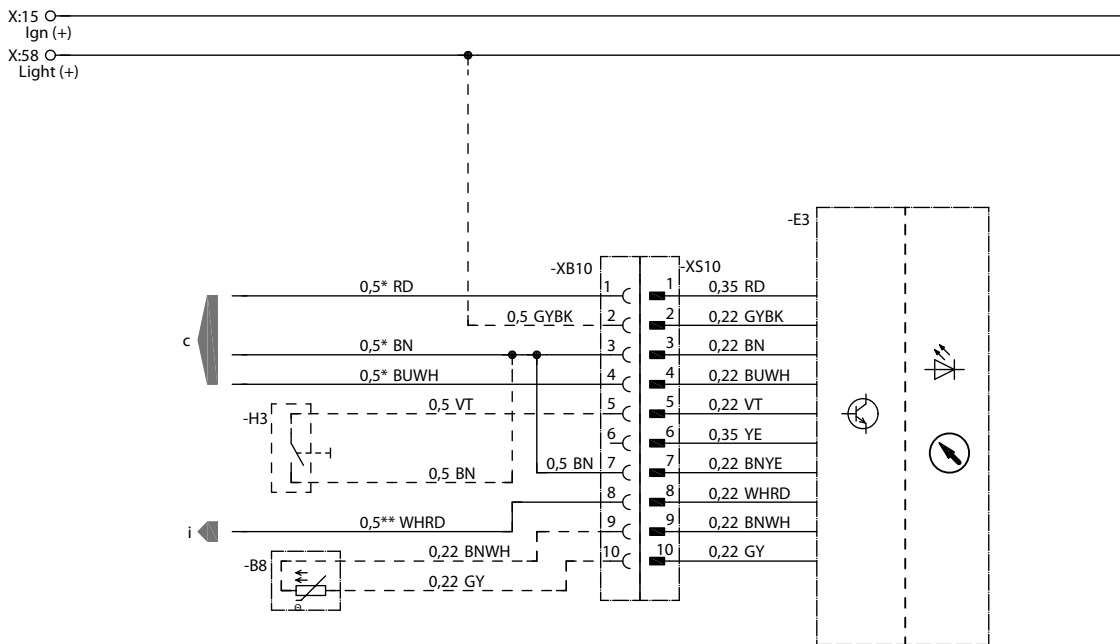 X:15
Ign (+)
X:58
Light (+)
-E3
-XB10
-XS10
0,5* RD
1
1
0,35 RD
0,5 GYBK
2
2
0,22 GYBK
c
0,5* BN
3
3
0,22 BN
0,5* BUWH
4
4
0,22 BUWH
-H3
0,5 VT
5
5
0,22 VT
6
6
0,35 YE
0,5 BN
0,5 BN
7
7
0,22 BNYE
8
8
0,22 WHRD
i
0,5** WHRD
9
9
0,22 BNWH
-B8
0,22 BNWH
10
10
0,22 GY
0,22 GY
Θ